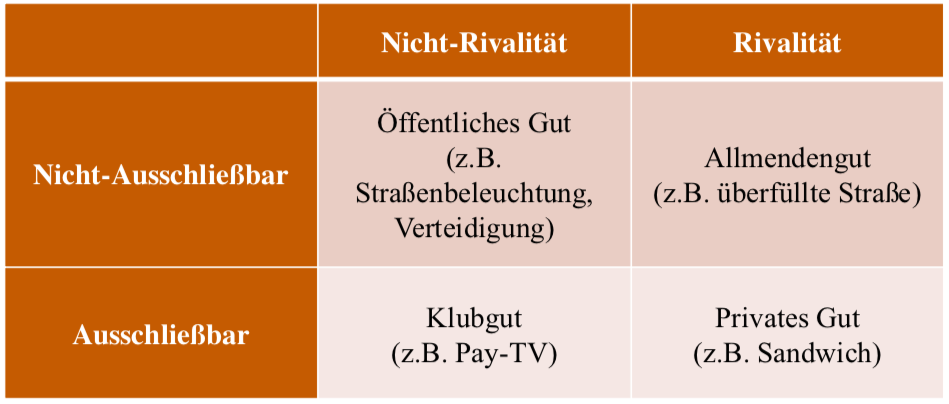 Nicht-Rivalität
Rivalität
Nicht-Ausschließbar
Öffentliches Gut
(z.B.
Straßenbeleuchtung,
Verteidigung)
Allmendengut
(z.B. überfüllte Straße)
Ausschließbar
Klubgut
(z.B. Pay-TV)
Privates Gut
(z.B. Sandwich)